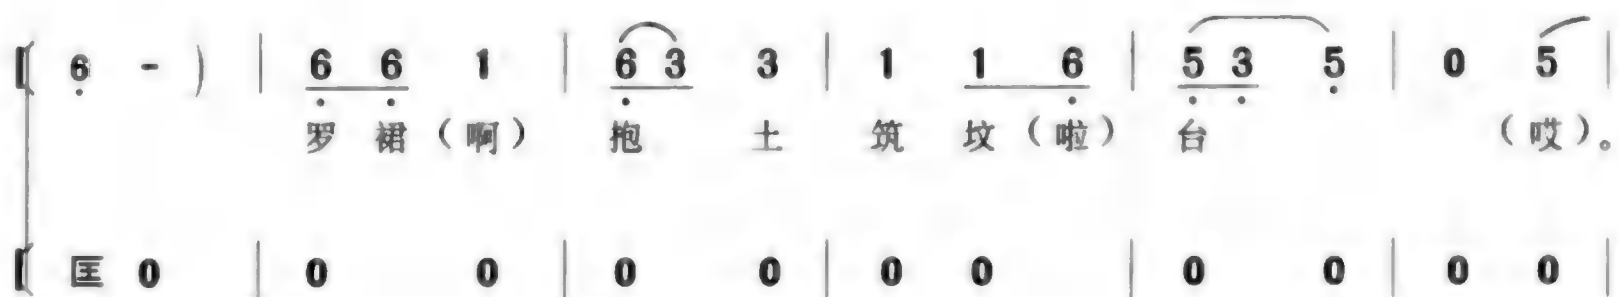 6 - ) | 6 6 1 | 6 3 3 | 1 1 6 | 5 3 5 | 0 5 |
罗 裙（啊） 抱 土 筑 坟（啦） 台 （哎）。
匡 0 | 0 0 | 0 0 | 0 0 | 0 0 | 0 0 |